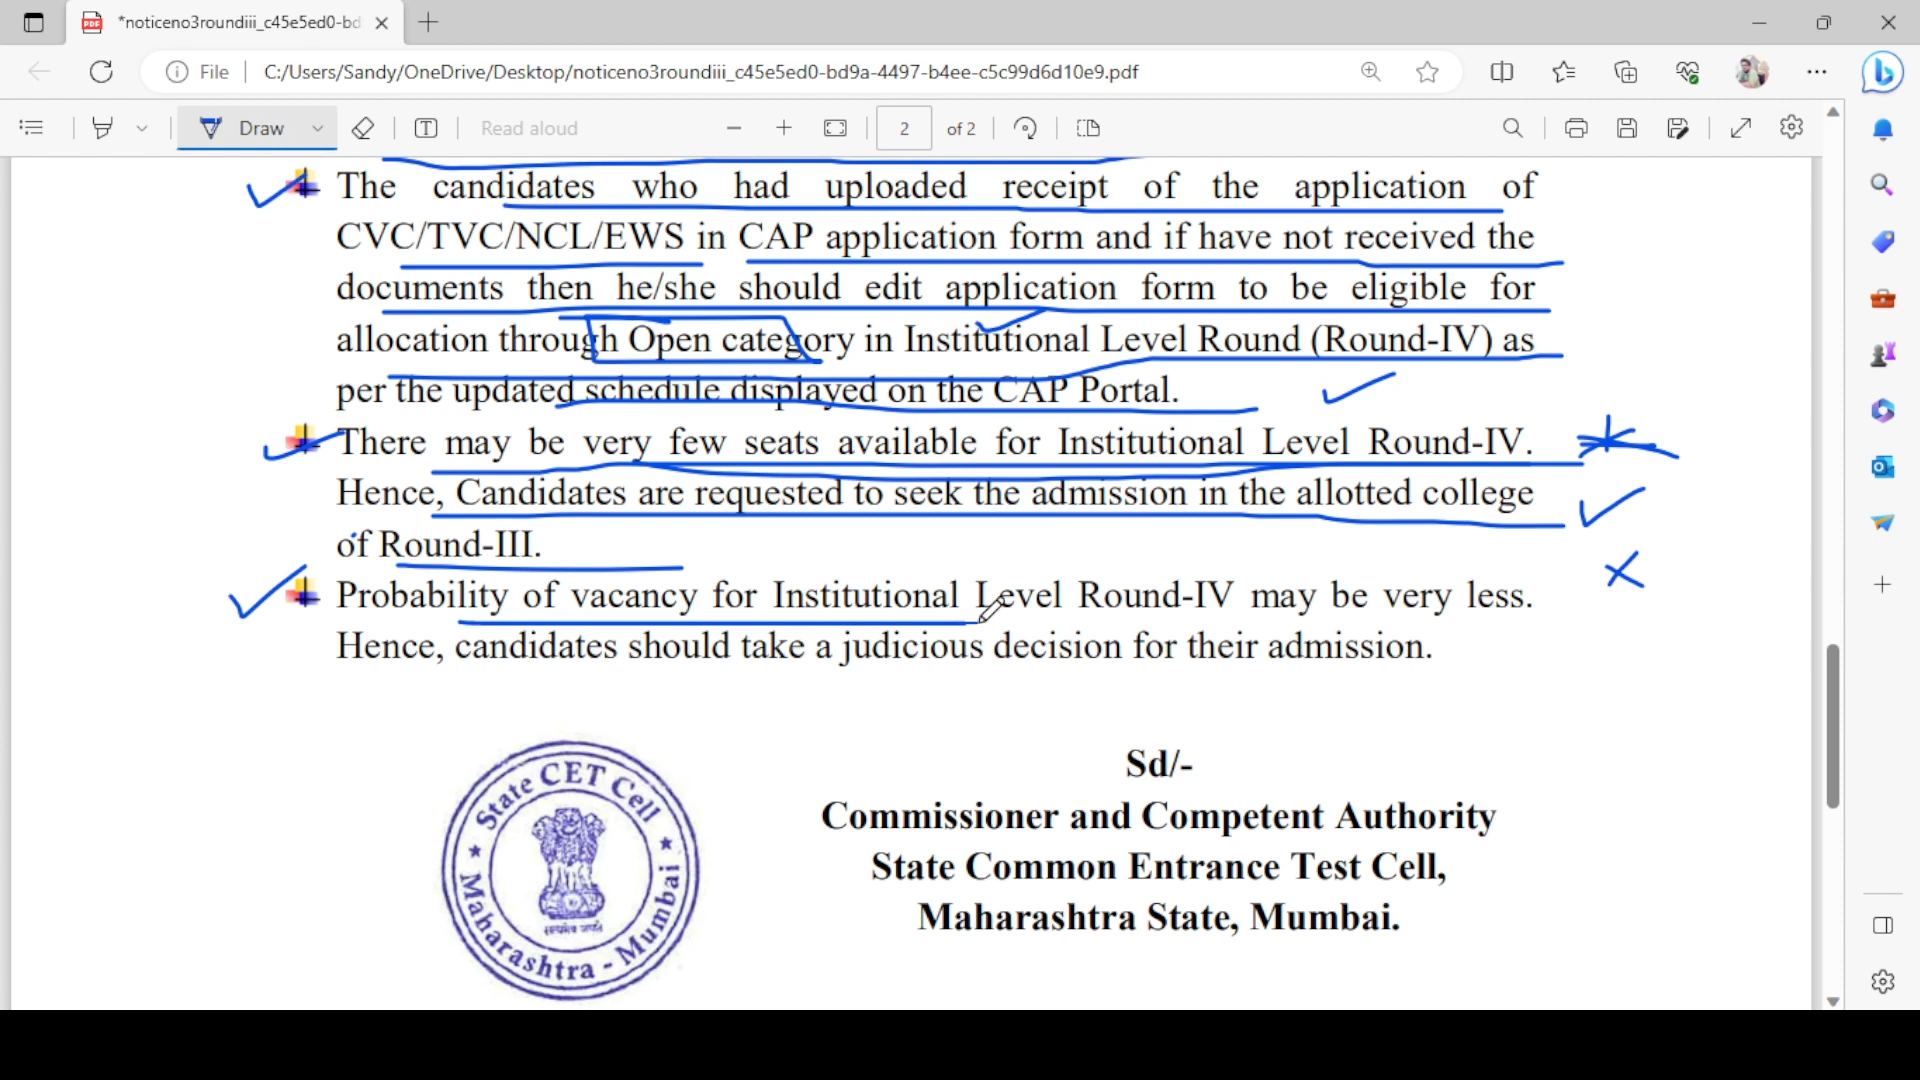 *noticeno3roundiii_c45e5ed0-bd
File
C:/Users/Sandy/OneDrive/Desktop/noticeno3roundiii_c45e5ed0-bd9a-4497-b4ee-c5c99d6d10e9.pdf
Draw
Read aloud
2 of 2
The candidates who had uploaded receipt of the application of
CVC/TVC/NCL/EWS in CAP application form and if have not received the
documents then he/she should edit application form to be eligible for
allocation through Open category in Institutional Level Round (Round-IV) as
per the updated schedule displayed on the CAP Portal.
There may be very few seats available for Institutional Level Round-IV.
Hence, Candidates are requested to seek the admission in the allotted college
of Round-III.
Probability of vacancy for Institutional Level Round-IV may be very less.
Hence, candidates should take a judicious decision for their admission.
State CET Cell
Maharashtra - Mumbai
सत्यमेव जयते
Sd/-
Commissioner and Competent Authority
State Common Entrance Test Cell,
Maharashtra State, Mumbai.